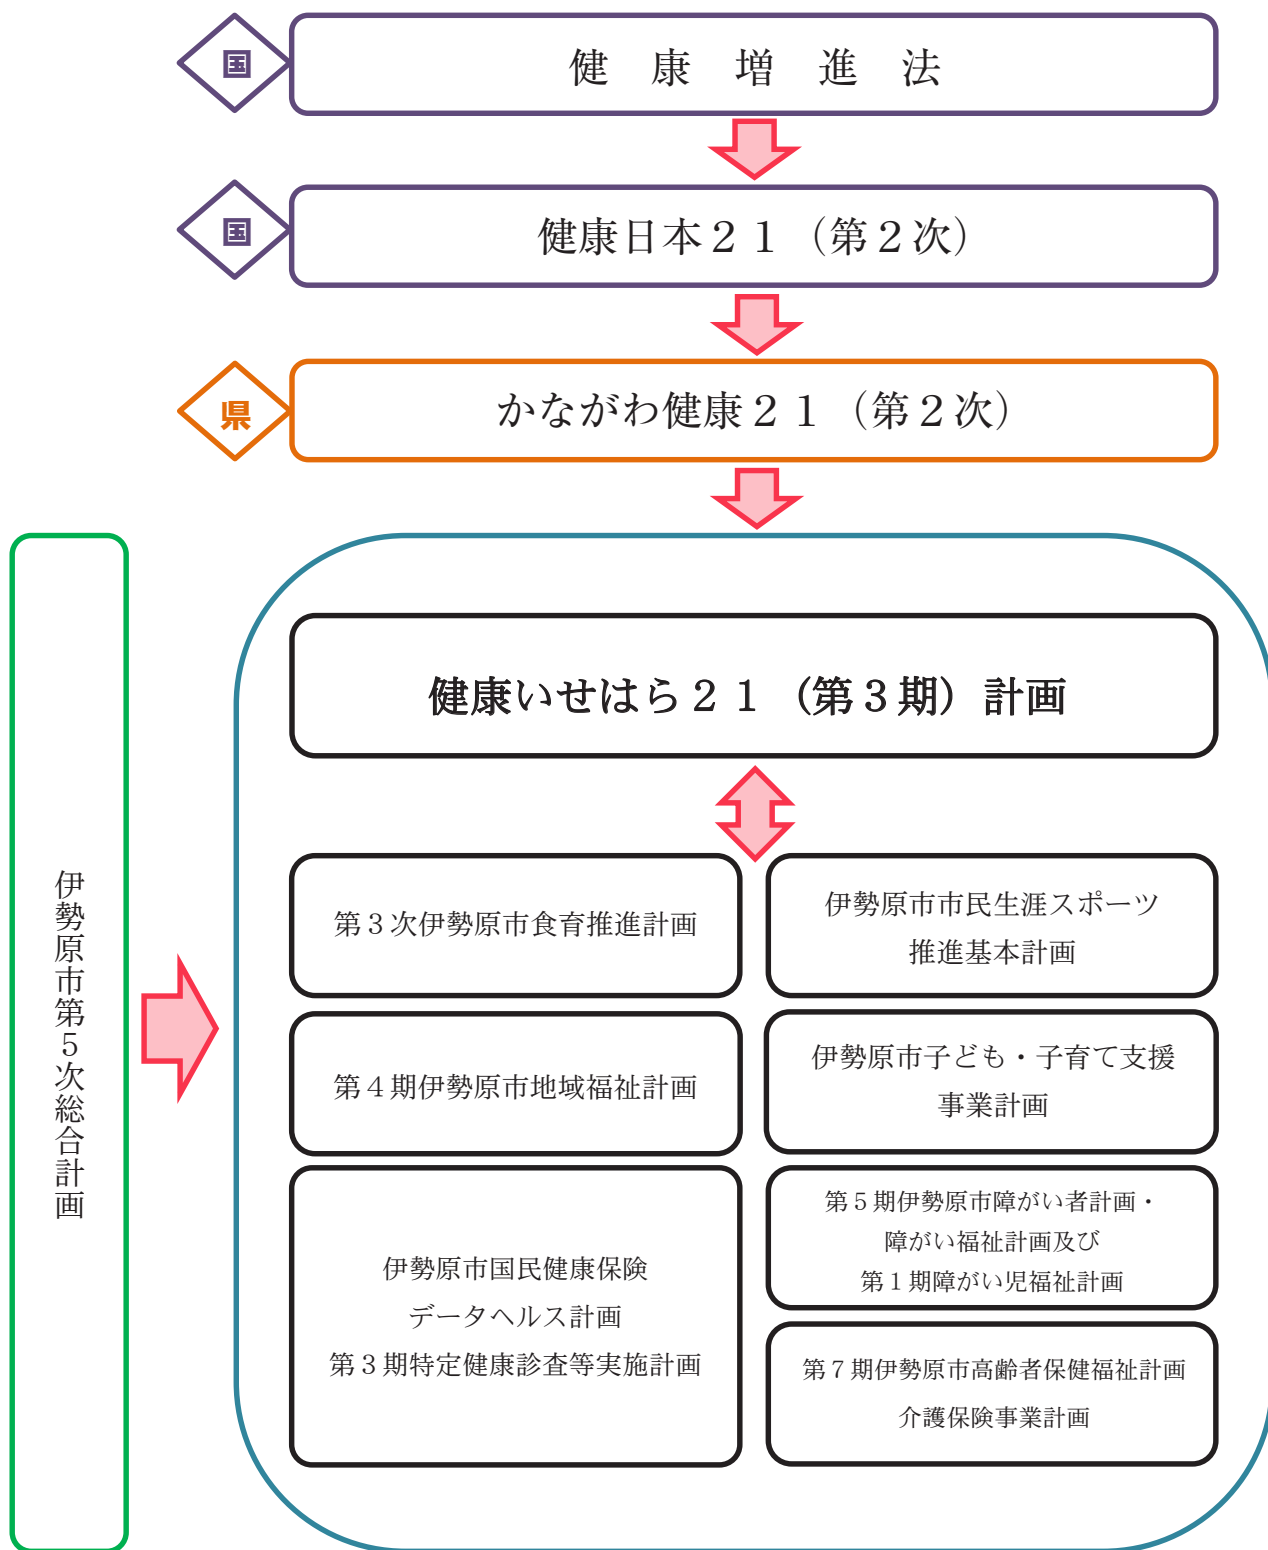 国
健　康　増　進　法
国
健康日本２１（第２次）
県
かながわ健康２１（第２次）
伊勢原市第５次総合計画
健康いせはら２１（第３期）計画
第３次伊勢原市食育推進計画
伊勢原市市民生涯スポーツ
推進基本計画
第４期伊勢原市地域福祉計画
伊勢原市子ども・子育て支援
事業計画
伊勢原市国民健康保険
データヘルス計画
第３期特定健康診査等実施計画
第５期伊勢原市障がい者計画・
障がい福祉計画及び
第１期障がい児福祉計画
第７期伊勢原市高齢者保健福祉計画
介護保険事業計画